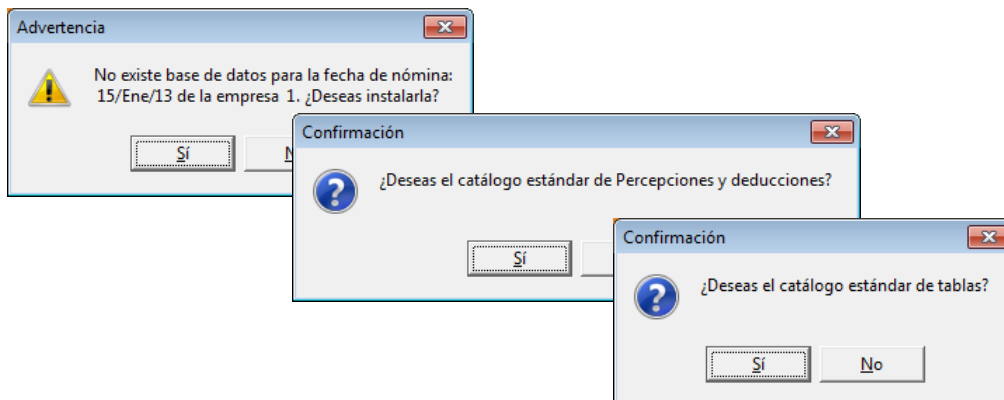 Advertencia
No existe base de datos para la fecha de nómina:
15/Ene/13 de la empresa 1. ¿Deseas instalarla?
Sí
Confirmación
¿Deseas el catálogo estándar de Percepciones y deducciones?
Sí
Confirmación
¿Deseas el catálogo estándar de tablas?
Sí No